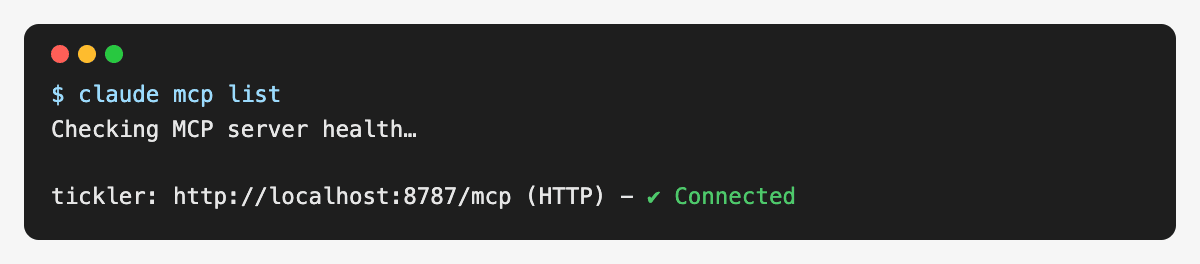 $ claude mcp list
Checking MCP server health…
tickler: http://localhost:8787/mcp (HTTP) – ✔ Connected